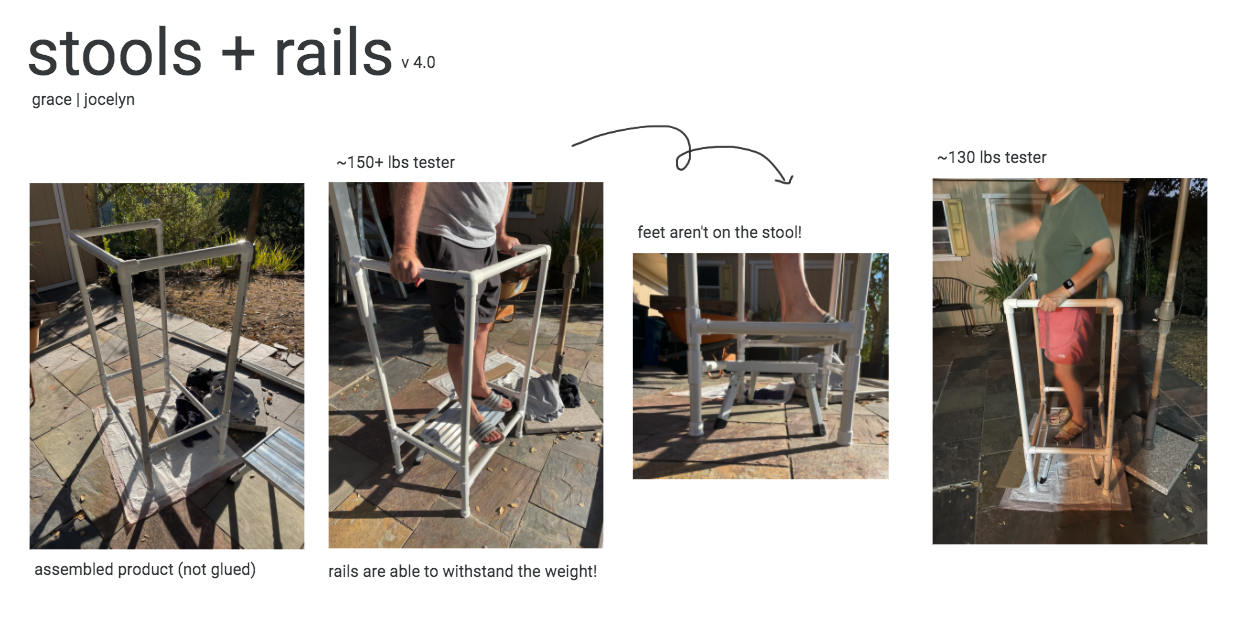 stools + rails v 4.0
grace | jocelyn
~150+ lbs tester
~130 lbs tester
feet aren't on the stool!
assembled product (not glued)
rails are able to withstand the weight!